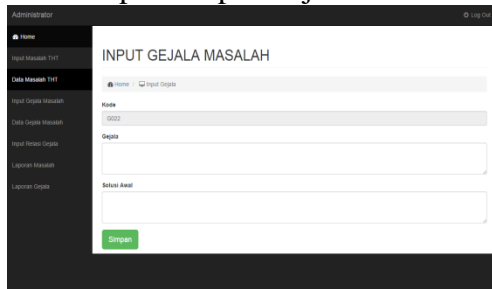 Administrator
Log Out
Home
Input Masalah THT
Data Masalah THT
Input Gejala Masalah
Data Gejala Masalah
Input Relasi Gejala
Laporan Masalah
Laporan Gejala
INPUT GEJALA MASALAH
Home / Input Gejala
Kode
G022
Gejala
Solusi Awal
Simpan